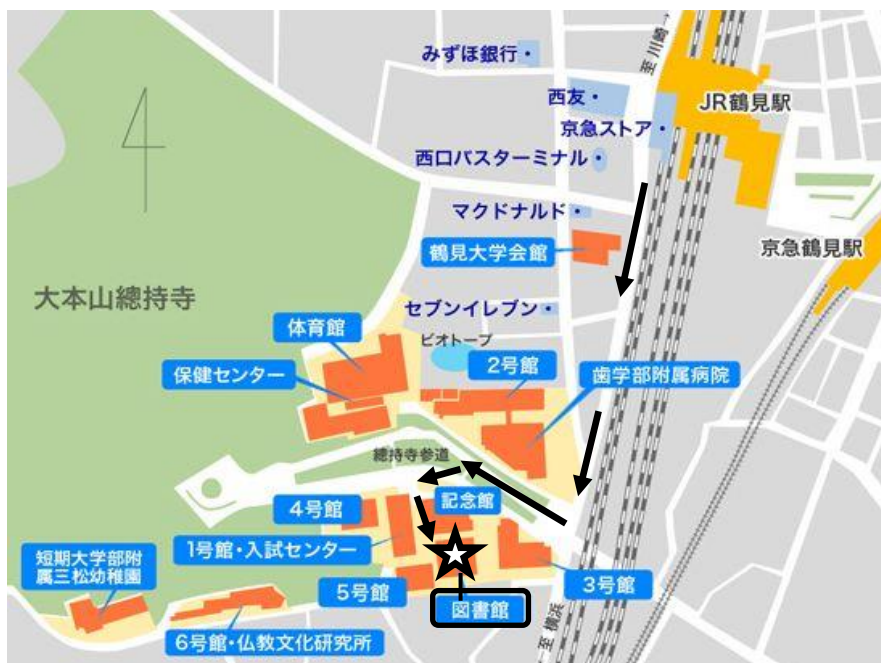 至 川崎→
みずほ銀行・
西友・
JR鶴見駅
京急ストア・
西口バスターミナル・
マクドナルド・
鶴見大学会館
京急鶴見駅
大本山總持寺
セブンイレブン・
体育館
ビオトープ
2号館
保健センター
歯学部附属病院
總持寺参道
記念館
4号館
1号館・入試センター
短期大学部附
属三松幼稚園
5号館
3号館
図書館
6号館・仏教文化研究所
←至 横浜